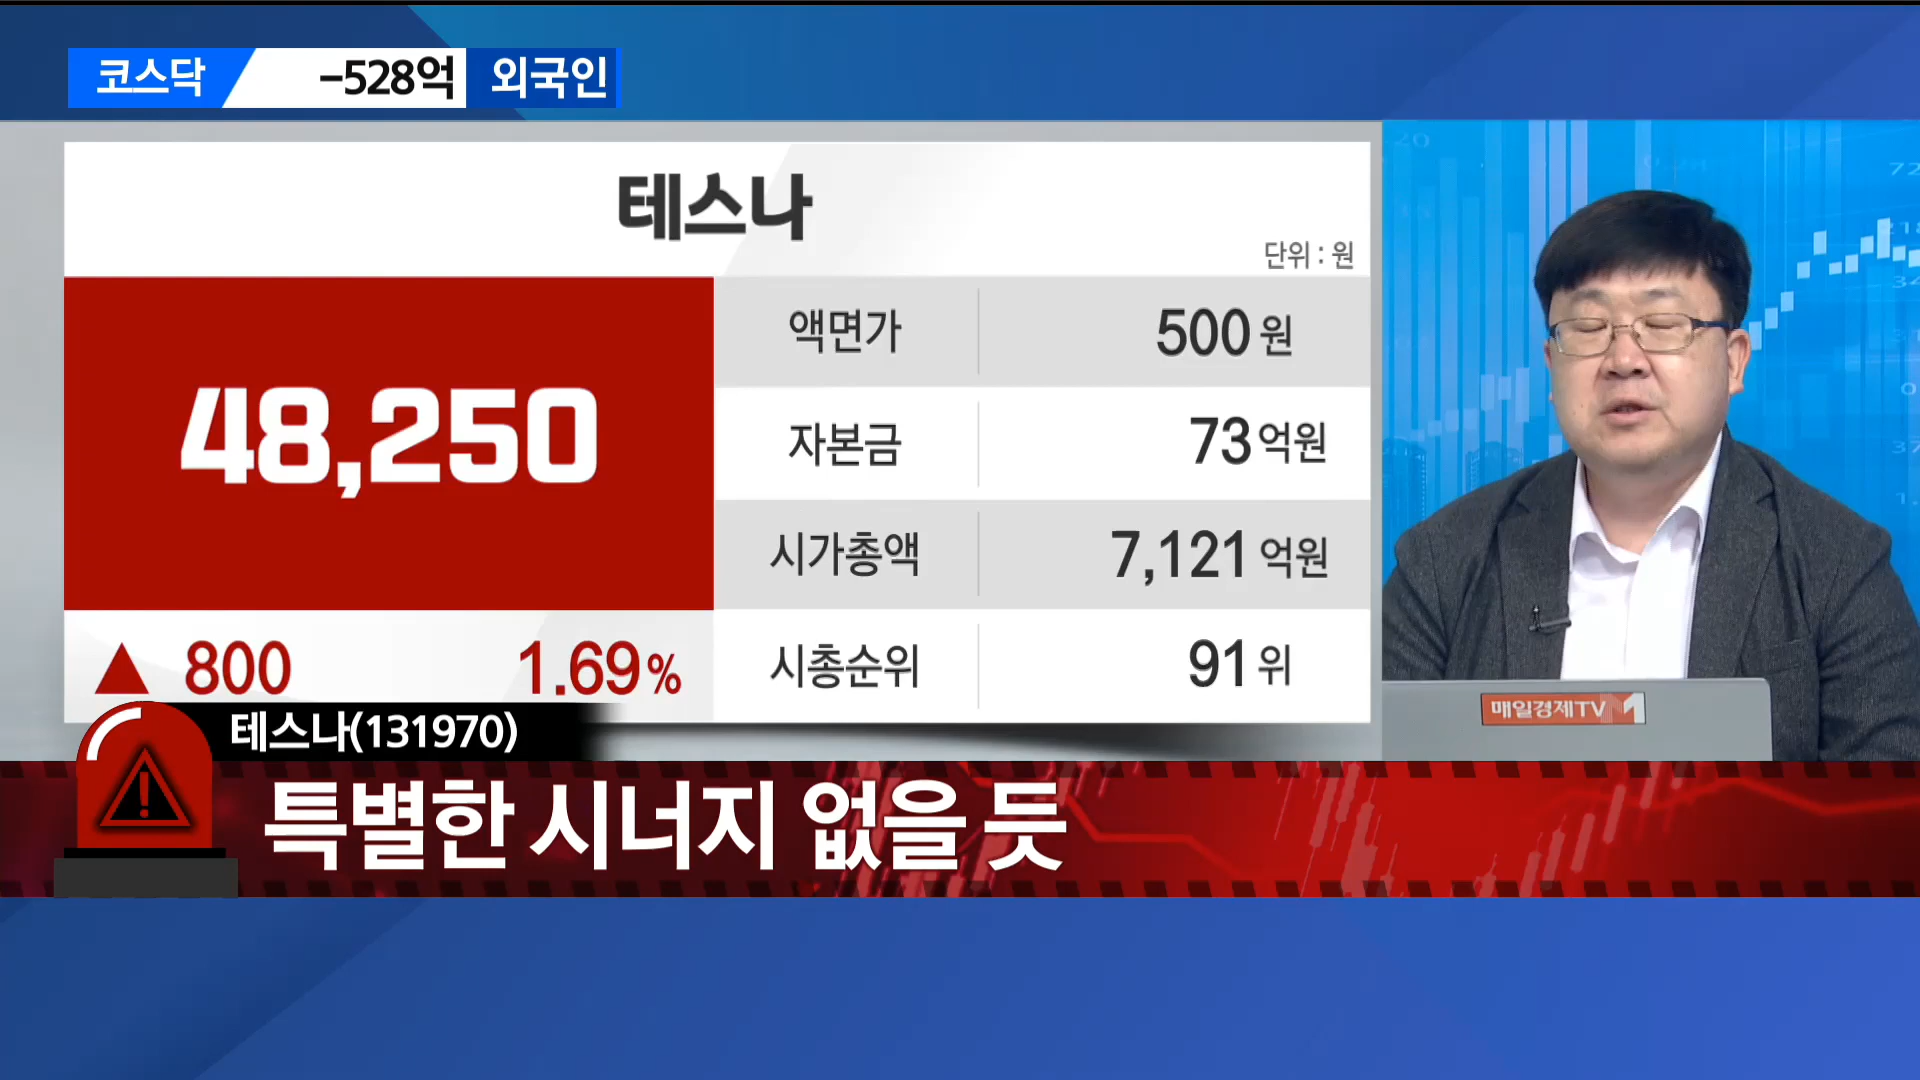 코스닥 -528억 외국인
테스나
단위 : 원
48,250
▲ 800 1.69%
액면가 500 원
자본금 73 억원
시가총액 7,121 억원
시총순위 91 위
매일경제TV
테스나(131970)
특별한 시너지 없을 듯